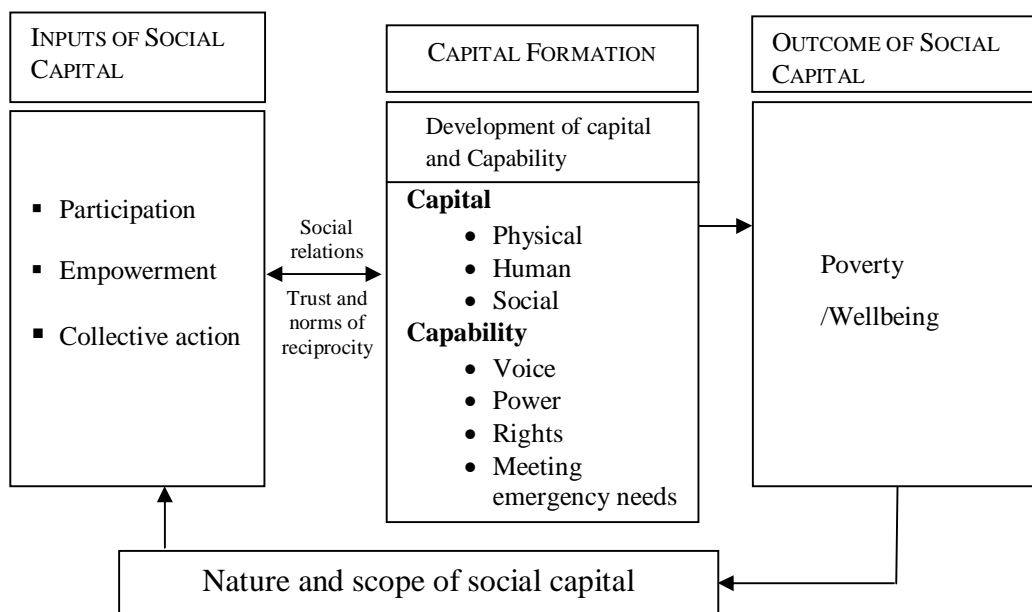 INPUTS OF SOCIAL
CAPITAL
▪ Participation
▪ Empowerment
▪ Collective action
Social
relations
Trust and
norms of
reciprocity
CAPITAL FORMATION
Development of capital
and Capability
Capital
• Physical
• Human
• Social
Capability
• Voice
• Power
• Rights
• Meeting
emergency needs
OUTCOME OF SOCIAL
CAPITAL
Poverty
/Wellbeing
Nature and scope of social capital